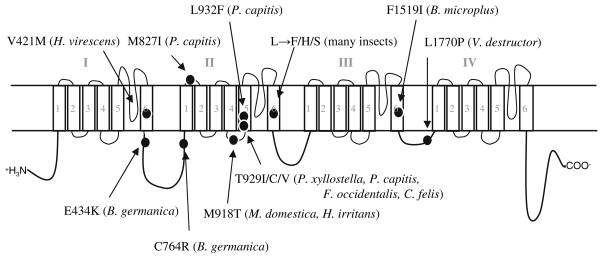 L932F (P. capitis)
F1519I (B. microplus)
V421M (H. virescens)
M827I (P. capitis)
L→F/H/S (many insects)
L1770P (V. destructor)
I
II
III
IV
1 2 3 4 5 6
1 2 3 4 5 6
1 2 3 4 5 6
1 2 3 4 5 6
⁺H₃N
COO⁻
T929I/C/V (P. xyllostella, P. capitis,
F. occidentalis, C. felis)
E434K (B. germanica)
M918T (M. domestica, H. irritans)
C764R (B. germanica)